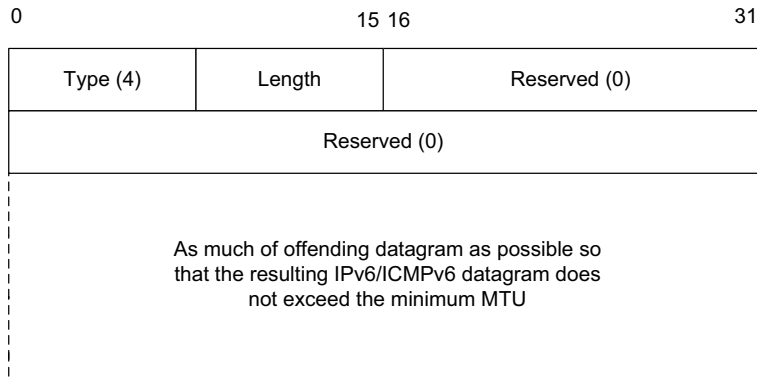 0 15 16 31
Type (4) Length Reserved (0)
Reserved (0)
As much of offending datagram as possible so
that the resulting IPv6/ICMPv6 datagram does
not exceed the minimum MTU